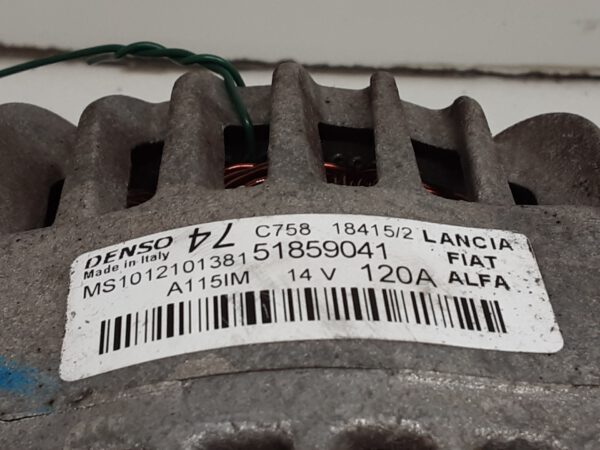 DENSO 74 C758 18415/2 LANCIA
Made in Italy 51859041 FIAT
MS1012101381 14 V 120A ALFA
A115IM